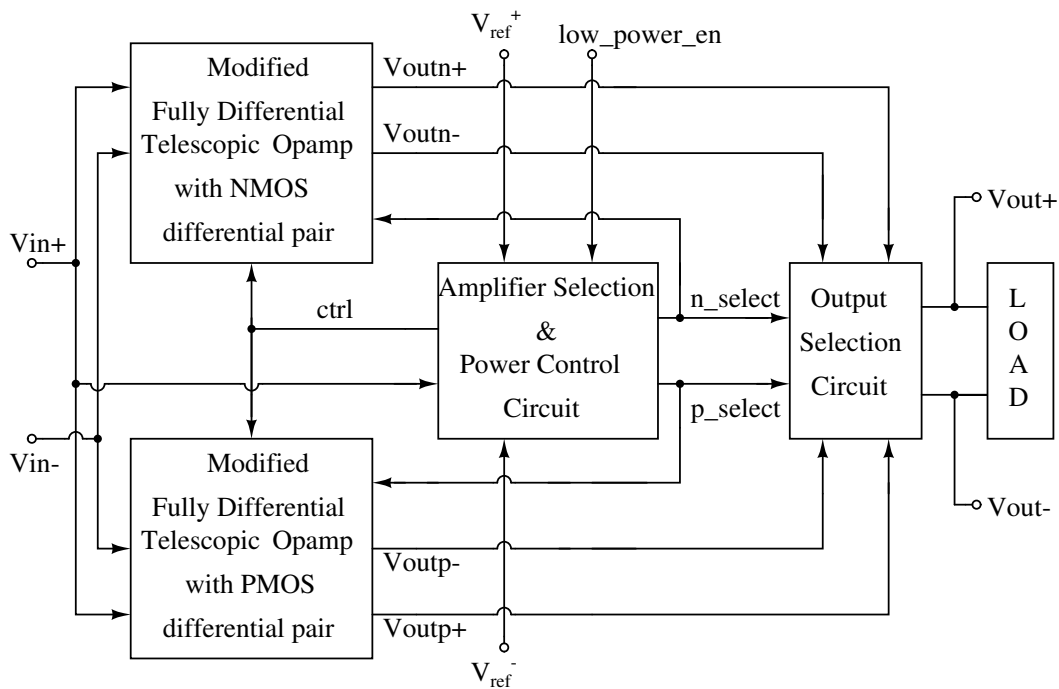 Modified
Fully Differential
Telescopic Opamp
with NMOS
differential pair
Voutn+
Voutn-
Vref+
low_power_en
Vin+
Vin-
ctrl
Amplifier Selection
&
Power Control
Circuit
n_select
p_select
Output
Selection
Circuit
Vout+
L
O
A
D
Vout-
Modified
Fully Differential
Telescopic Opamp
with PMOS
differential pair
Voutp-
Voutp+
Vref-